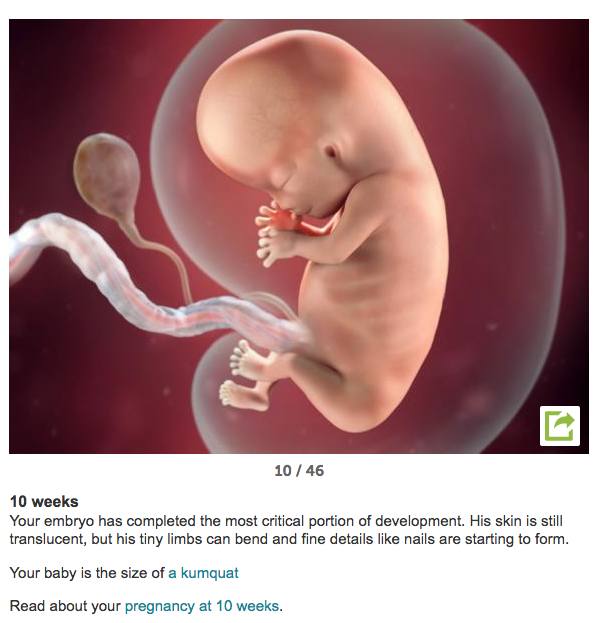 10 / 46
10 weeks
Your embryo has completed the most critical portion of development. His skin is still
translucent, but his tiny limbs can bend and fine details like nails are starting to form.
Your baby is the size of a kumquat
Read about your pregnancy at 10 weeks.